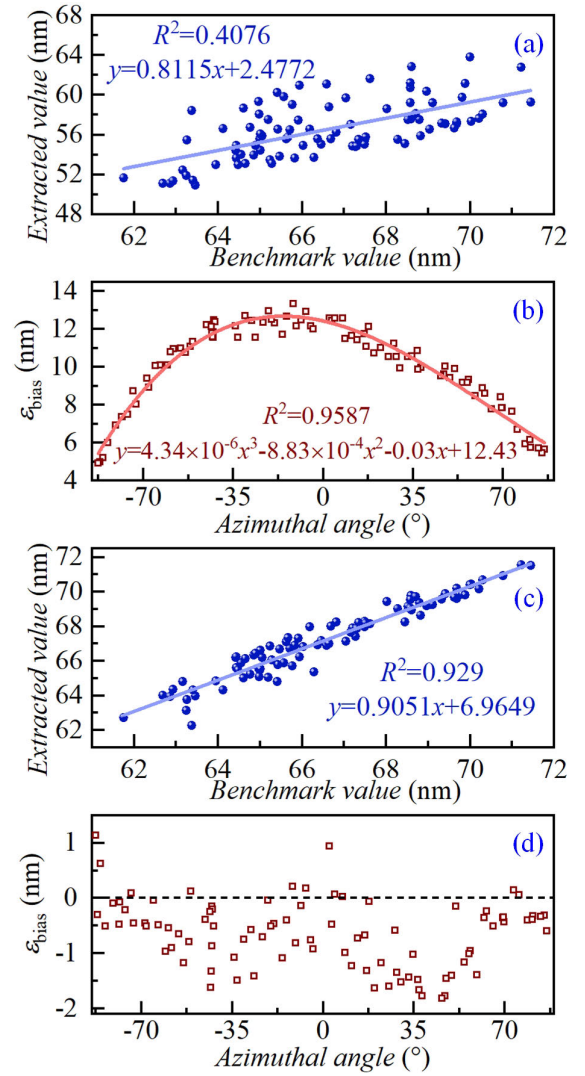 68
64
60
56
52
48
Extracted value (nm)
R²=0.4076
y=0.8115x+2.4772
(a)
62 64 66 68 70 72
Benchmark value (nm)
14
12
10
8
6
4
ε_bias (nm)
(b)
R²=0.9587
y=4.34×10⁻⁶x³-8.83×10⁻⁴x²-0.03x+12.43
-70 -35 0 35 70
Azimuthal angle (°)
72
70
68
66
64
62
Extracted value (nm)
(c)
R²=0.929
y=0.9051x+6.9649
62 64 66 68 70 72
Benchmark value (nm)
1
0
-1
-2
ε_bias (nm)
(d)
-70 -35 0 35 70
Azimuthal angle (°)